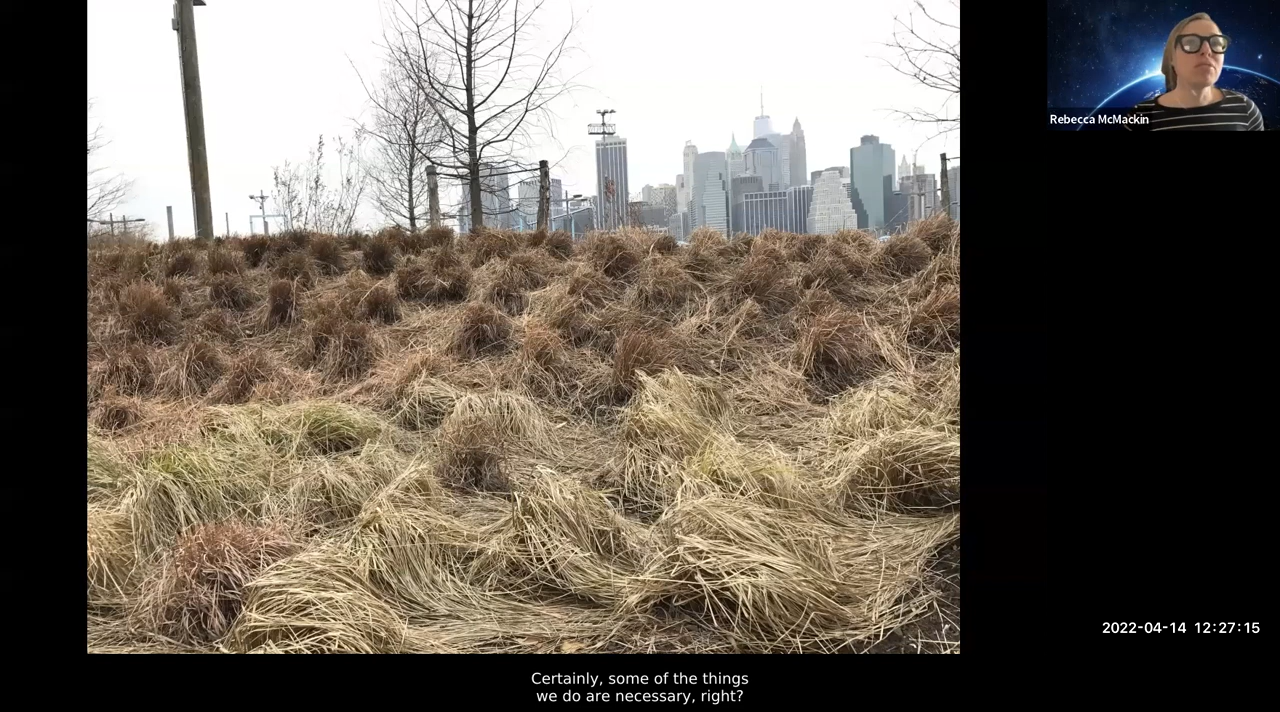 Rebecca McMackin
2022-04-14 12:27:15
Certainly, some of the things
we do are necessary, right?